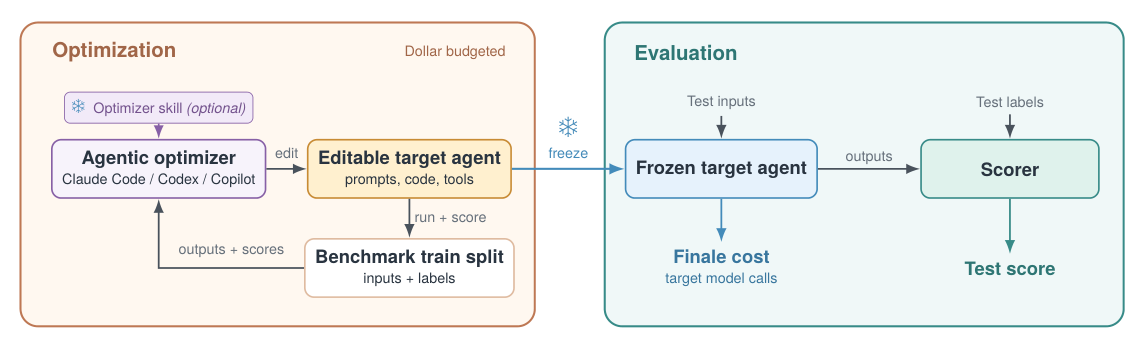 Optimization
Dollar budgeted
Optimizer skill (optional)
Agentic optimizer
Claude Code / Codex / Copilot
edit
Editable target agent
prompts, code, tools
run + score
outputs + scores
Benchmark train split
inputs + labels
freeze
Evaluation
Test inputs
Test labels
Frozen target agent
outputs
Scorer
Finale cost
target model calls
Test score